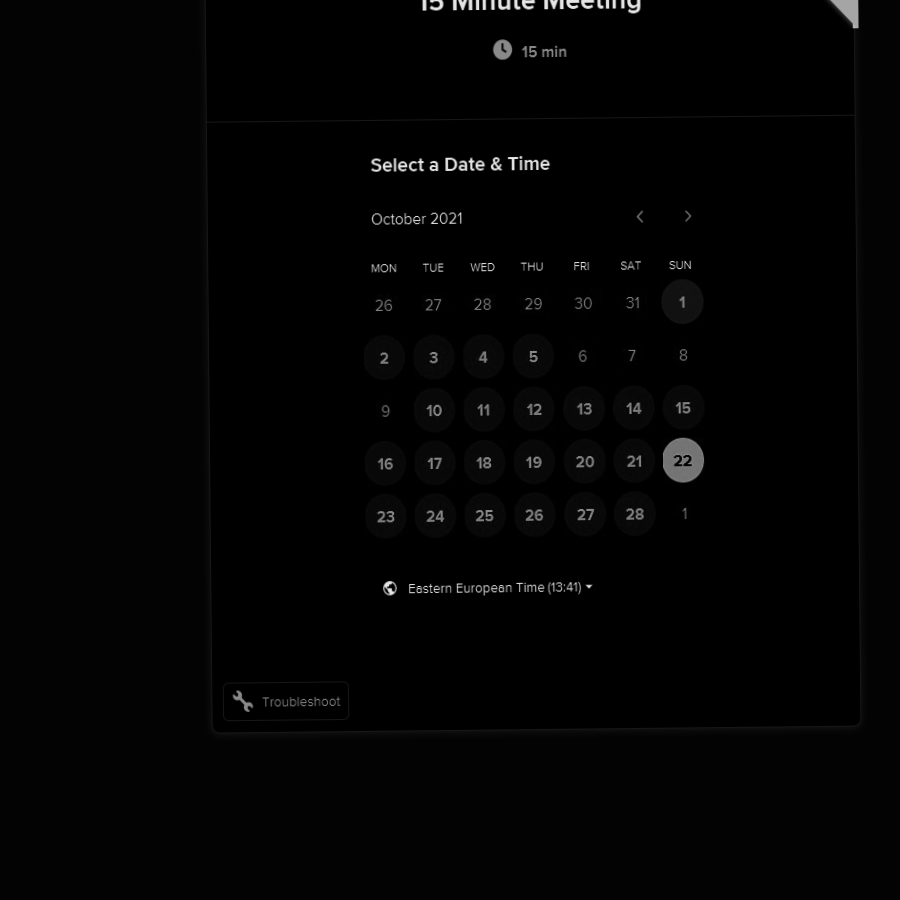 15 Minute Meeting
15 min
Select a Date & Time
October 2021
MON TUE WED THU FRI SAT SUN
26 27 28 29 30 31 1
2 3 4 5 6 7 8
9 10 11 12 13 14 15
16 17 18 19 20 21 22
23 24 25 26 27 28 1
Eastern European Time (13:41)
Troubleshoot